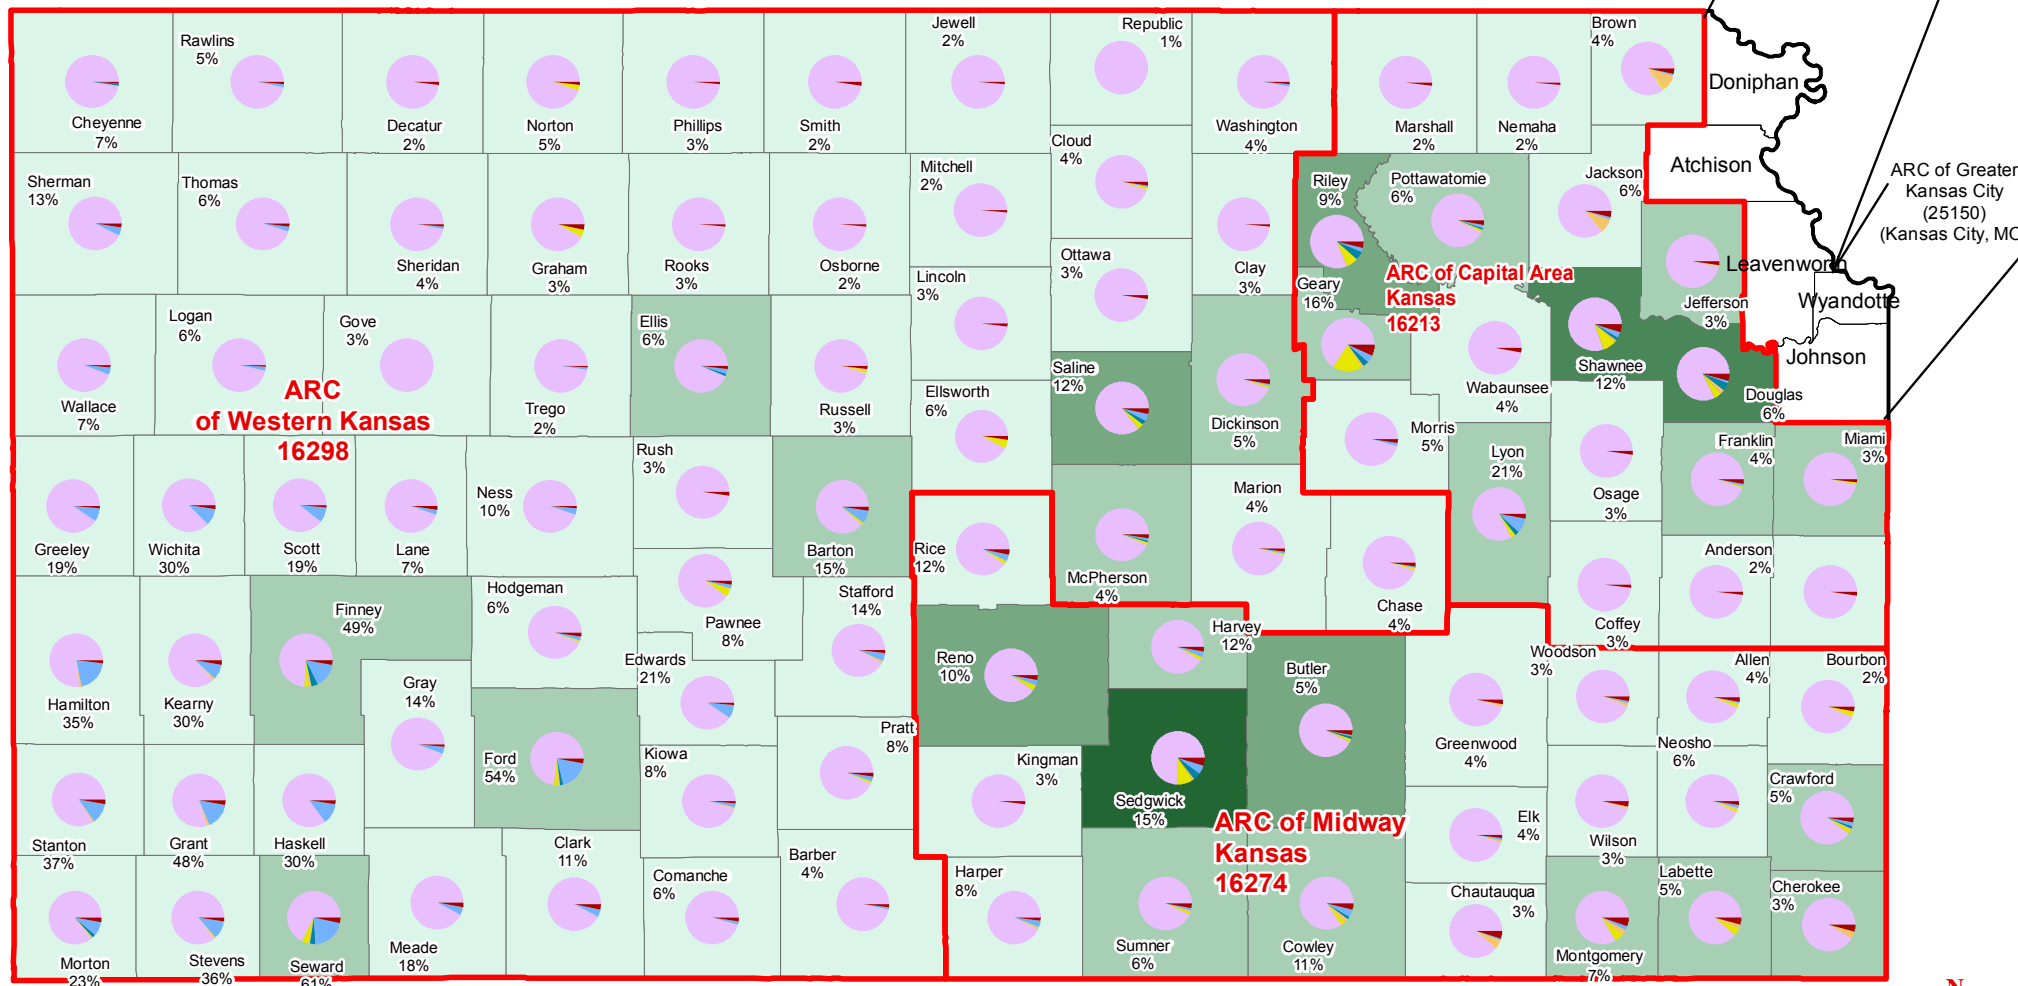 Cheyenne
7%
Rawlins
5%
Decatur
2%
Norton
5%
Phillips
3%
Smith
2%
Jewell
2%
Republic
1%
Washington
4%
Marshall
2%
Nemaha
2%
Brown
4%
Doniphan
Atchison
ARC of Greater
Kansas City
(25150)
(Kansas City, MO
Sherman
13%
Thomas
6%
Sheridan
4%
Graham
3%
Rooks
3%
Osborne
2%
Mitchell
2%
Cloud
4%
Clay
3%
Riley
9%
Pottawatomie
6%
Jackson
6%
Leavenworth
Wyandotte
Johnson
Jefferson
3%
Ottawa
3%
Lincoln
3%
Geary
16%
ARC of Capital Area
Kansas
16213
Wallace
7%
Logan
6%
Gove
3%
Trego
2%
Ellis
6%
Russell
3%
Ellsworth
6%
Saline
12%
Dickinson
5%
Wabaunsee
4%
Shawnee
12%
Douglas
6%
ARC
of Western Kansas
16298
Morris
5%
Lyon
21%
Osage
3%
Franklin
4%
Miami
3%
Greeley
19%
Wichita
30%
Scott
19%
Lane
7%
Ness
10%
Rush
3%
Barton
15%
Rice
12%
McPherson
4%
Marion
4%
Chase
4%
Coffey
3%
Anderson
2%
Hamilton
35%
Kearny
30%
Finney
49%
Hodgeman
6%
Pawnee
8%
Stafford
14%
Edwards
21%
Gray
14%
Ford
54%
Kiowa
8%
Pratt
8%
Reno
10%
Harvey
12%
Butler
5%
Greenwood
4%
Woodson
3%
Allen
4%
Bourbon
2%
Kingman
3%
Sedgwick
15%
ARC of Midway
Kansas
16274
Elk
4%
Wilson
3%
Neosho
6%
Crawford
5%
Stanton
37%
Grant
48%
Haskell
30%
Morton
23%
Stevens
36%
Seward
61%
Meade
18%
Clark
11%
Comanche
6%
Barber
4%
Harper
8%
Sumner
6%
Cowley
11%
Chautauqua
3%
Montgomery
7%
Labette
5%
Cherokee
3%
N